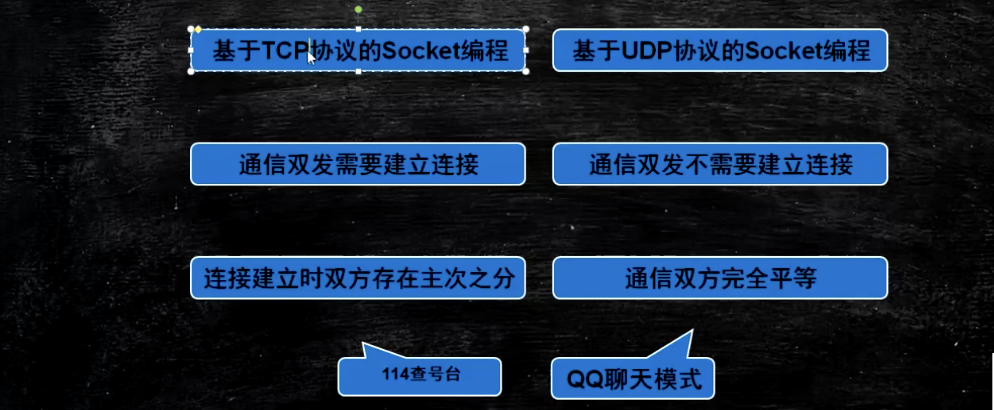 基于TCP协议的Socket编程
基于UDP协议的Socket编程
通信双发需要建立连接
通信双发不需要建立连接
连接建立时双方存在主次之分
通信双方完全平等
114查号台
QQ聊天模式